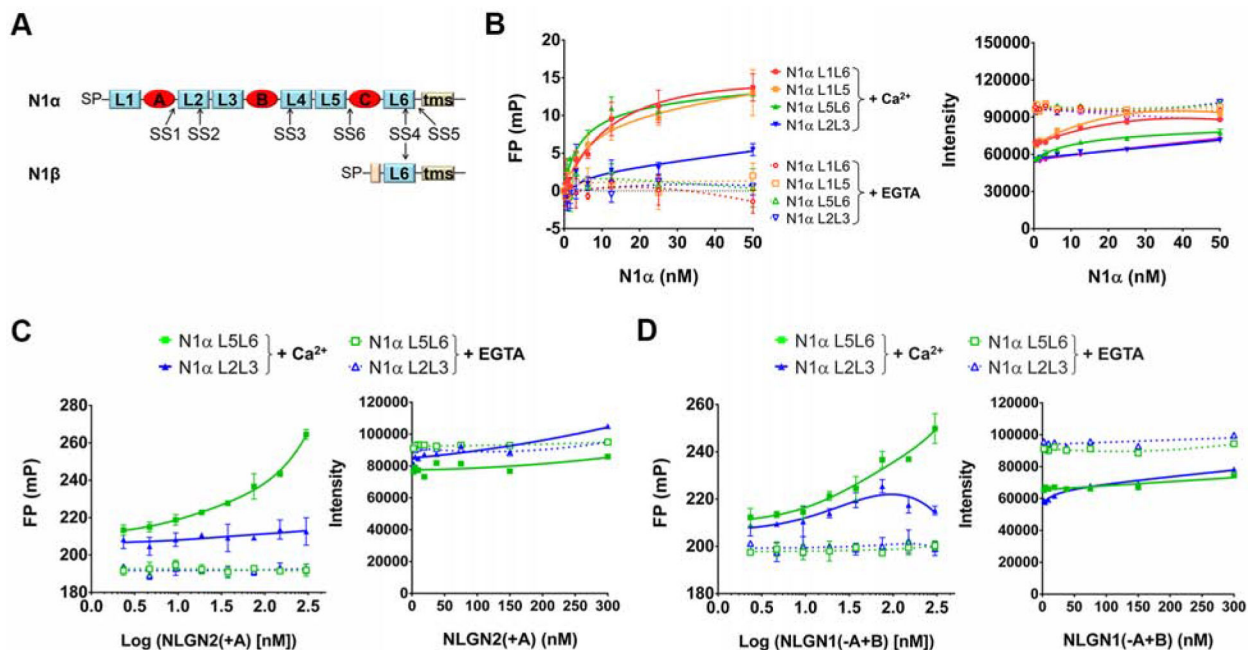 A
N1α SP L1 A L2 L3 B L4 L5 C L6 tms
SS1 SS2 SS3 SS6 SS4 SS5
N1β SP L6 tms
B
FP (mP)
20
15
10
5
0
-5
0 10 20 30 40 50
N1α (nM)
N1α L1L6
N1α L1L5
N1α L5L6
N1α L2L3
+ Ca²⁺
N1α L1L6
N1α L1L5
N1α L5L6
N1α L2L3
+ EGTA
Intensity
150000
120000
90000
60000
30000
0
0 10 20 30 40 50
N1α (nM)
C
N1α L5L6
N1α L2L3
+ Ca²⁺
N1α L5L6
N1α L2L3
+ EGTA
FP (mP)
280
260
240
220
200
180
0.0 0.5 1.0 1.5 2.0 2.5
Log (NLGN2(+A) [nM])
Intensity
120000
100000
80000
60000
40000
20000
0
0 50 100 150 200 250 300
NLGN2(+A) (nM)
D
N1α L5L6
N1α L2L3
+ Ca²⁺
N1α L5L6
N1α L2L3
+ EGTA
FP (mP)
260
240
220
200
180
0.0 0.5 1.0 1.5 2.0 2.5
Log (NLGN1(-A+B) [nM])
Intensity
120000
100000
80000
60000
40000
20000
0
0 50 100 150 200 250 300
NLGN1(-A+B) (nM)